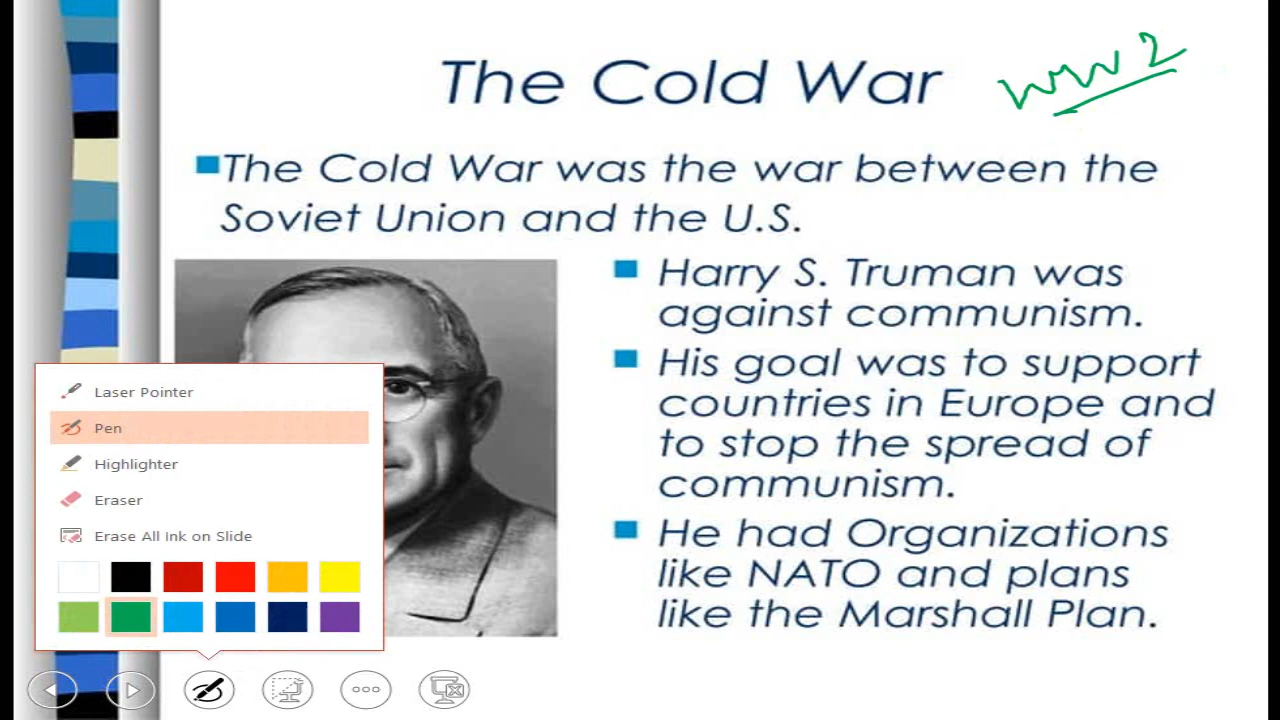 The Cold War
WW 2
The Cold War was the war between the
Soviet Union and the U.S.
Harry S. Truman was
against communism.
His goal was to support
countries in Europe and
to stop the spread of
communism.
He had Organizations
like NATO and plans
like the Marshall Plan.
Laser Pointer
Pen
Highlighter
Eraser
Erase All Ink on Slide